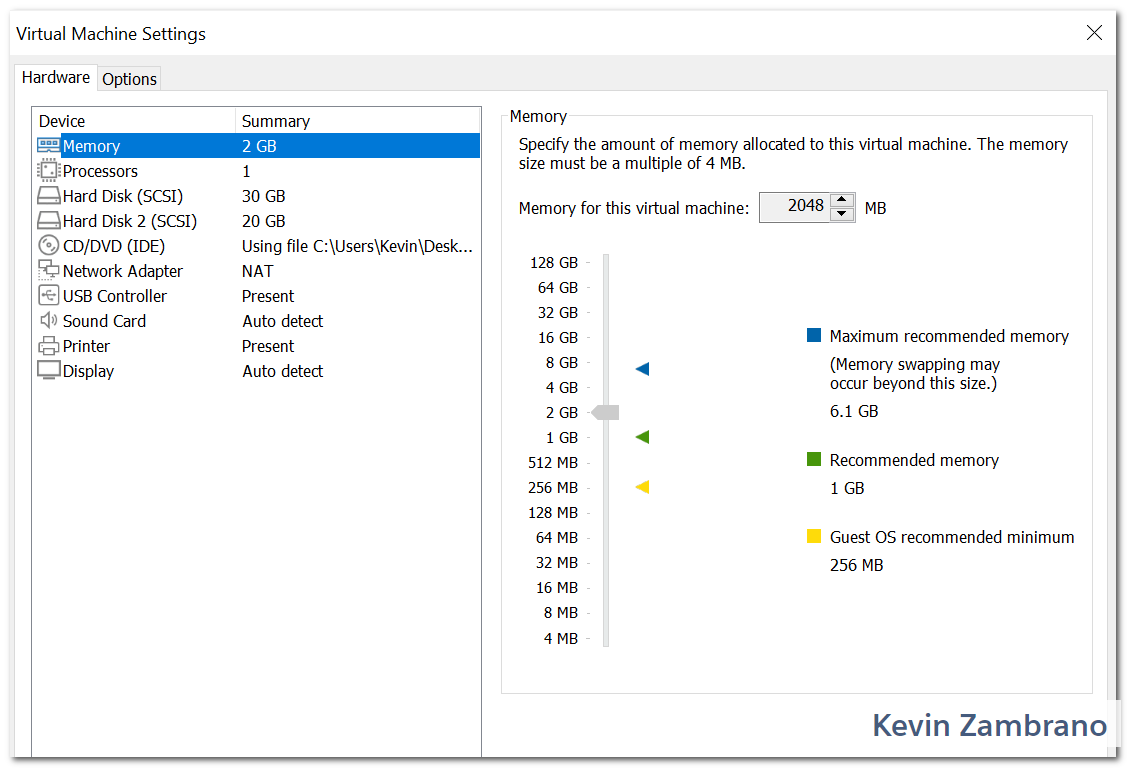 Virtual Machine Settings
Hardware Options
Device Summary
Memory 2 GB
Processors 1
Hard Disk (SCSI) 30 GB
Hard Disk 2 (SCSI) 20 GB
CD/DVD (IDE) Using file C:\Users\Kevin\Desk...
Network Adapter NAT
USB Controller Present
Sound Card Auto detect
Printer Present
Display Auto detect
Memory
Specify the amount of memory allocated to this virtual machine. The memory
size must be a multiple of 4 MB.
Memory for this virtual machine: 2048 MB
128 GB
64 GB
32 GB
16 GB
8 GB
4 GB
2 GB
1 GB
512 MB
256 MB
128 MB
64 MB
32 MB
16 MB
8 MB
4 MB
Maximum recommended memory
(Memory swapping may
occur beyond this size.)
6.1 GB
Recommended memory
1 GB
Guest OS recommended minimum
256 MB
Kevin Zambrano